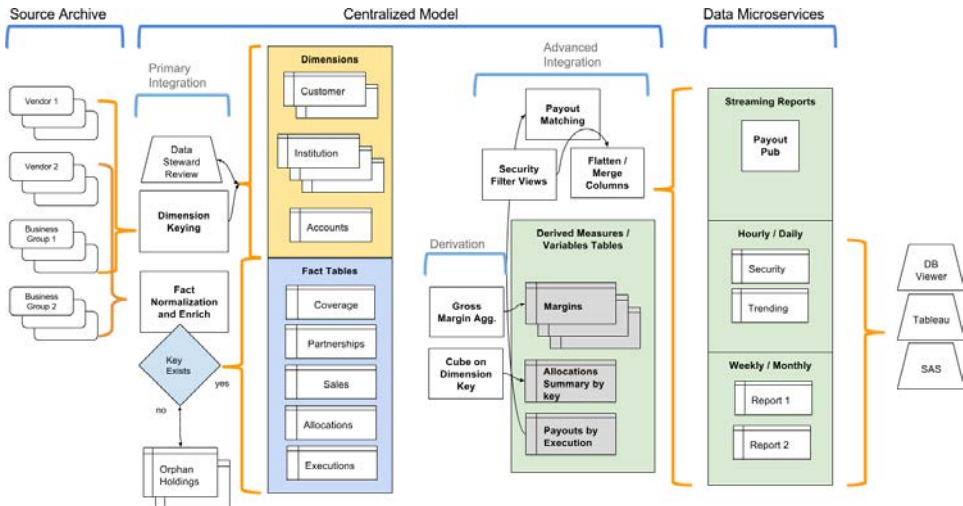 Source Archive
Centralized Model
Data Microservices
Primary
Integration
Advanced
Integration
Vendor 1
Vendor 2
Business
Group 1
Business
Group 2
Data
Steward
Review
Dimension
Keying
Fact
Normalization
and Enrich
Key
Exists
yes
no
Orphan
Holdings
Dimensions
Customer
Institution
Accounts
Fact Tables
Coverage
Partnerships
Sales
Allocations
Executions
Payout
Matching
Security
Filter Views
Flatten /
Merge
Columns
Derivation
Gross
Margin Agg.
Cube on
Dimension
Key
Derived Measures /
Variables Tables
Margins
Allocations
Summary by
key
Payouts by
Execution
Streaming Reports
Payout
Pub
Hourly / Daily
Security
Trending
Weekly / Monthly
Report 1
Report 2
DB
Viewer
Tableau
SAS